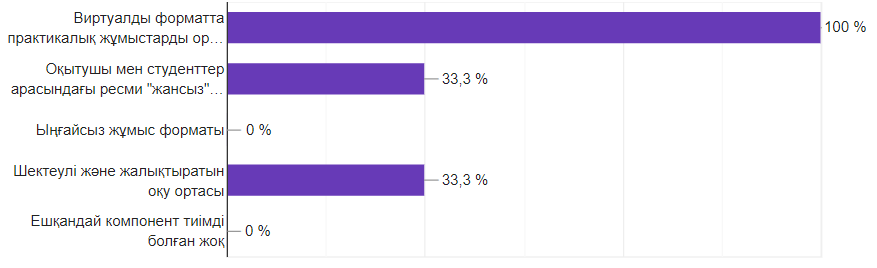 Виртуалды форматта
практикалық жұмыстарды ор…
100 %
Оқытушы мен студенттер
арасындағы ресми "жансыз"…
33,3 %
Ыңғайсыз жұмыс форматы
0 %
Шектеулі және жалықтыратын
оқу ортасы
33,3 %
Ешқандай компонент тиімді
болған жоқ
0 %